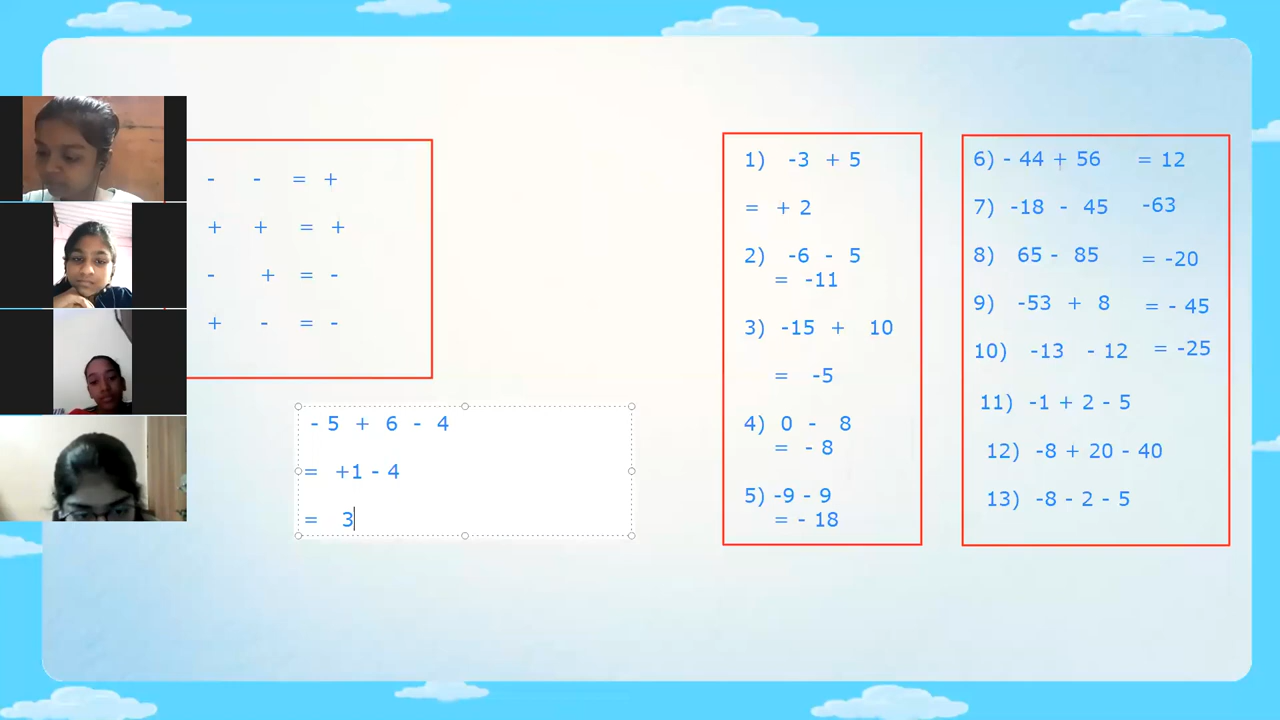 - - = +
+ + = +
- + = -
+ - = -
- 5 + 6 - 4
= +1 - 4
= 3
1) -3 + 5
= + 2
2) -6 - 5
= -11
3) -15 + 10
= -5
4) 0 - 8
= - 8
5) -9 - 9
= - 18
6) - 44 + 56 = 12
7) -18 - 45 -63
8) 65 - 85 = -20
9) -53 + 8 = - 45
10) -13 - 12 = -25
11) -1 + 2 - 5
12) -8 + 20 - 40
13) -8 - 2 - 5